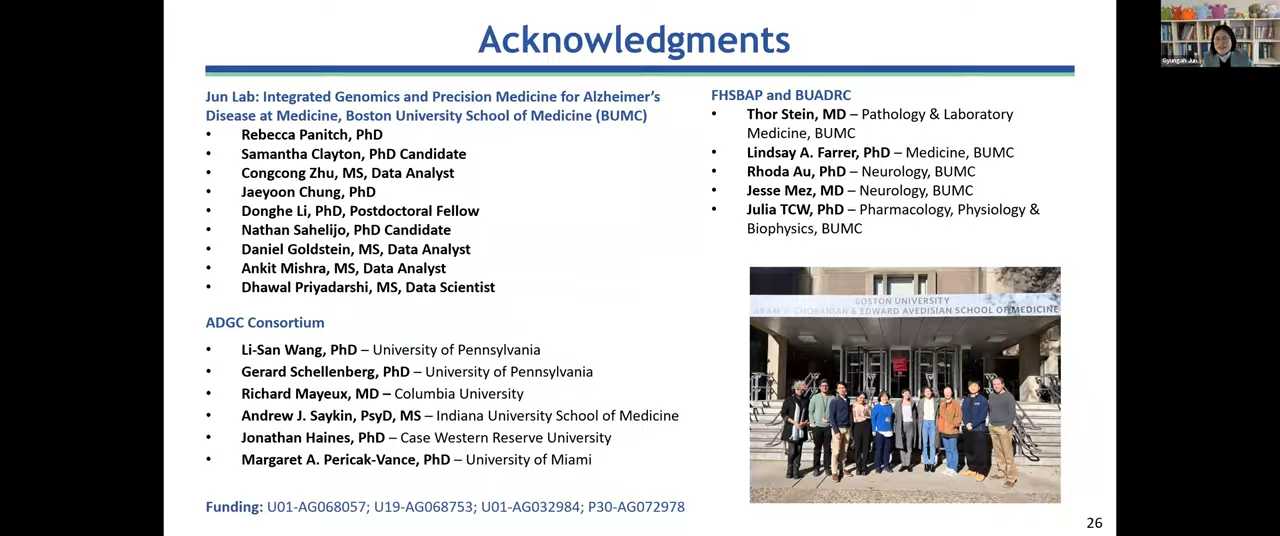 Acknowledgments
Jun Lab: Integrated Genomics and Precision Medicine for Alzheimer's
Disease at Medicine, Boston University School of Medicine (BUMC)
• Rebecca Panitch, PhD
• Samantha Clayton, PhD Candidate
• Congcong Zhu, MS, Data Analyst
• Jaeyoon Chung, PhD
• Donghe Li, PhD, Postdoctoral Fellow
• Nathan Sahelijo, PhD Candidate
• Daniel Goldstein, MS, Data Analyst
• Ankit Mishra, MS, Data Analyst
• Dhawal Priyadarshi, MS, Data Scientist
ADGC Consortium
• Li-San Wang, PhD – University of Pennsylvania
• Gerard Schellenberg, PhD – University of Pennsylvania
• Richard Mayeux, MD – Columbia University
• Andrew J. Saykin, PsyD, MS – Indiana University School of Medicine
• Jonathan Haines, PhD – Case Western Reserve University
• Margaret A. Pericak-Vance, PhD – University of Miami
Funding: U01-AG068057; U19-AG068753; U01-AG032984; P30-AG072978
FHSBAP and BUADRC
• Thor Stein, MD – Pathology & Laboratory
Medicine, BUMC
• Lindsay A. Farrer, PhD – Medicine, BUMC
• Rhoda Au, PhD – Neurology, BUMC
• Jesse Mez, MD – Neurology, BUMC
• Julia TCW, PhD – Pharmacology, Physiology &
Biophysics, BUMC
BOSTON UNIVERSITY
CHOBANIAN & EDWARD AVEDISIAN SCHOOL OF MEDICINE
26
Gyungah Jun